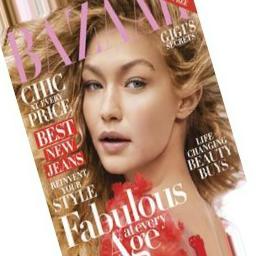 BAZAAR
GIGI'S
SECRETS
CHIC
AT EVERY
PRICE
BEST
NEW
JEANS
REINVENT
YOUR
STYLE
LIFE
CHANGING
BEAUTY
BUYS
Fabulous
at every
Age